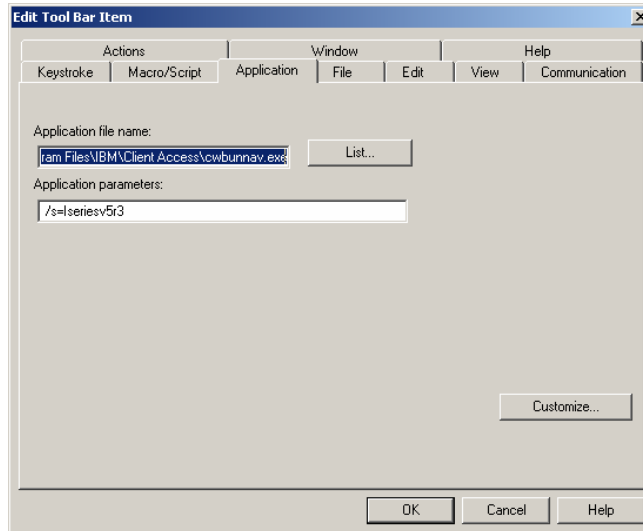 Edit Tool Bar Item
Actions Window Help
Keystroke Macro/Script Application File Edit View Communication
Application file name:
ram Files\IBM\Client Access\cwbunnav.exe
List...
Application parameters:
/s=Iseriesv5r3
Customize...
OK Cancel Help